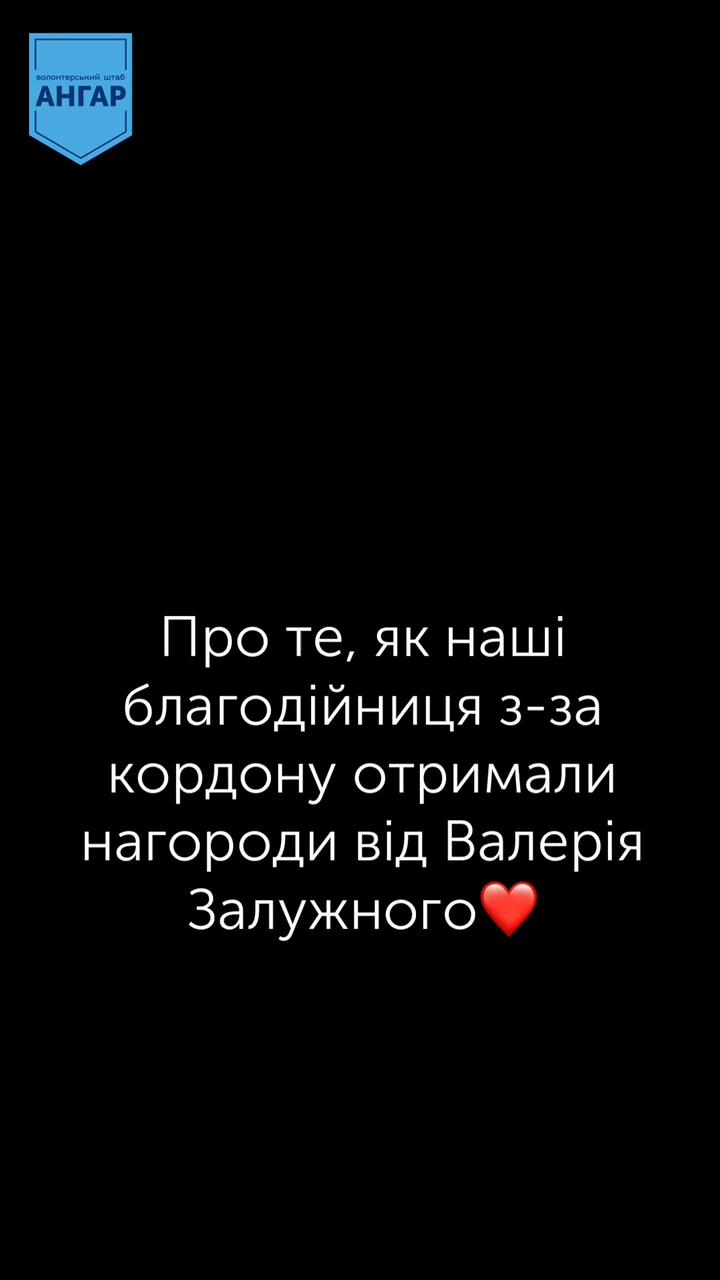 волонтерський штаб
АНГАР
Про те, як наші
благодійниця з-за
кордону отримали
нагороди від Валерія
Залужного❤️